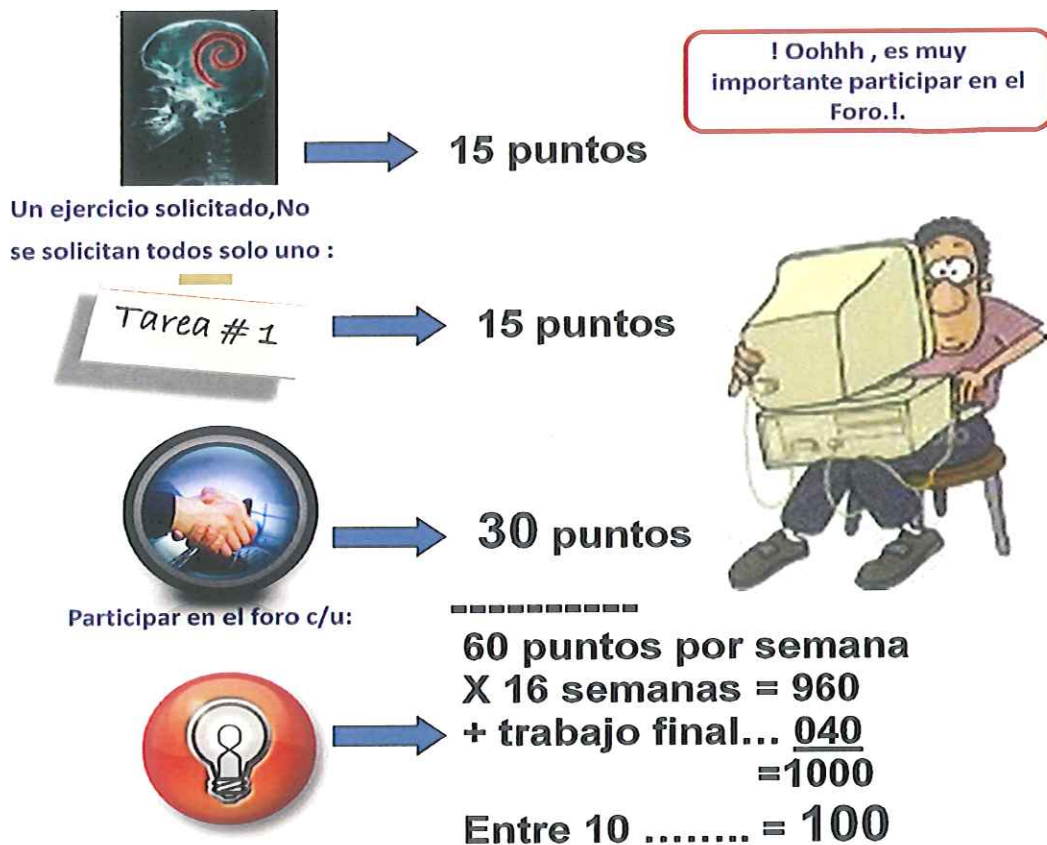 ! Oohhh , es muy
importante participar en el
Foro.!.
15 puntos
Un ejercicio solicitado,No
se solicitan todos solo uno :
Tarea # 1
15 puntos
30 puntos
Participar en el foro c/u:
----------
60 puntos por semana
X 16 semanas = 960
+ trabajo final... 040
=1000
Entre 10 ........ = 100